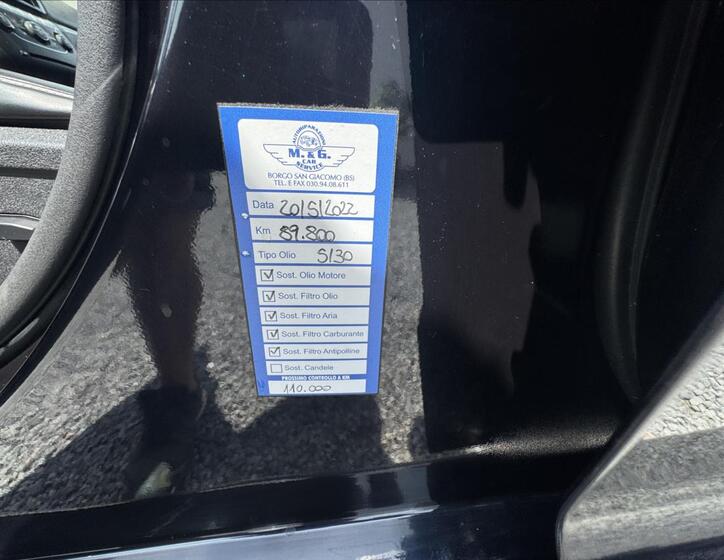 AUTORIPARAZIONI
M. & G.
CAR
SERVICE
BORGO SAN GIACOMO (BS)
TEL. E FAX 030.94.08.611
Data 20/5/2022
Km 89.800
Tipo Olio 5/30
Sost. Olio Motore
Sost. Filtro Olio
Sost. Filtro Aria
Sost. Filtro Carburante
Sost. Filtro Antipolline
Sost. Candele
PROSSIMO CONTROLLO A KM
110.000